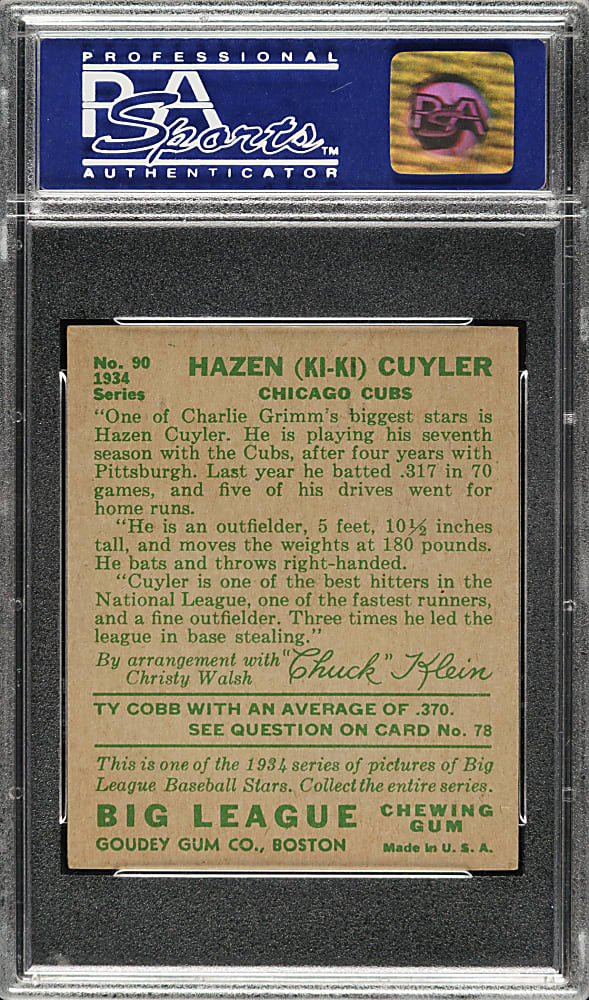 PROFESSIONAL
PSA
Sports™
AUTHENTICATOR
PSA
No. 90
1934
Series
HAZEN (KI-KI) CUYLER
CHICAGO CUBS
"One of Charlie Grimm's biggest stars is
Hazen Cuyler. He is playing his seventh
season with the Cubs, after four years with
Pittsburgh. Last year he batted .317 in 70
games, and five of his drives went for
home runs.
"He is an outfielder, 5 feet, 10½ inches
tall, and moves the weights at 180 pounds.
He bats and throws right-handed.
"Cuyler is one of the best hitters in the
National League, one of the fastest runners,
and a fine outfielder. Three times he led the
league in base stealing."
By arrangement with "Chuck" Klein
Christy Walsh
TY COBB WITH AN AVERAGE OF .370.
SEE QUESTION ON CARD No. 78
This is one of the 1934 series of pictures of Big
League Baseball Stars. Collect the entire series.
BIG LEAGUE CHEWING GUM
GOUDEY GUM CO., BOSTON Made in U. S. A.